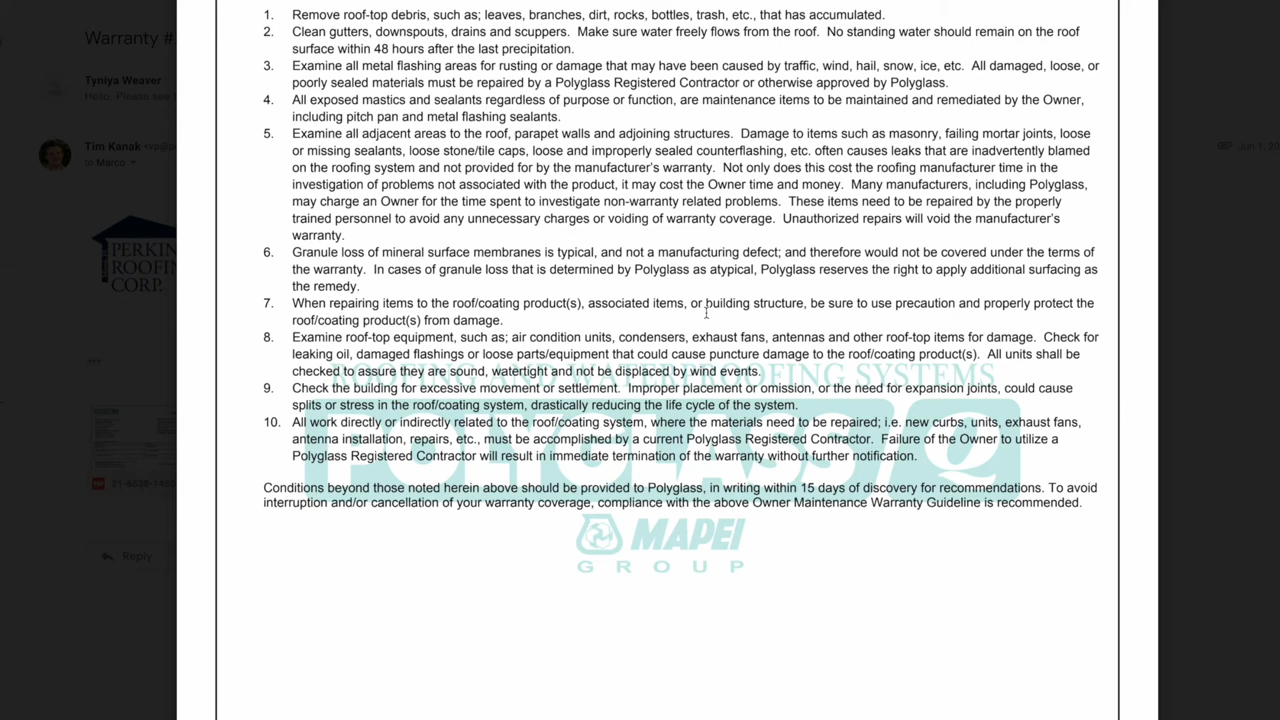 Warranty #
Tyniya Weaver
Hello, Please see
Tim Kanak <vp@p
to Marco
Jun 1, 20
PERKIN
ROOFIN
CORP.
21-6538-1450
Reply
1. Remove roof-top debris, such as; leaves, branches, dirt, rocks, bottles, trash, etc., that has accumulated.
2. Clean gutters, downspouts, drains and scuppers. Make sure water freely flows from the roof. No standing water should remain on the roof
surface within 48 hours after the last precipitation.
3. Examine all metal flashing areas for rusting or damage that may have been caused by traffic, wind, hail, snow, ice, etc. All damaged, loose, or
poorly sealed materials must be repaired by a Polyglass Registered Contractor or otherwise approved by Polyglass.
4. All exposed mastics and sealants regardless of purpose or function, are maintenance items to be maintained and remediated by the Owner,
including pitch pan and metal flashing sealants.
5. Examine all adjacent areas to the roof, parapet walls and adjoining structures. Damage to items such as masonry, failing mortar joints, loose
or missing sealants, loose stone/tile caps, loose and improperly sealed counterflashing, etc. often causes leaks that are inadvertently blamed
on the roofing system and not provided for by the manufacturer's warranty. Not only does this cost the roofing manufacturer time in the
investigation of problems not associated with the product, it may cost the Owner time and money. Many manufacturers, including Polyglass,
may charge an Owner for the time spent to investigate non-warranty related problems. These items need to be repaired by the properly
trained personnel to avoid any unnecessary charges or voiding of warranty coverage. Unauthorized repairs will void the manufacturer's
warranty.
6. Granule loss of mineral surface membranes is typical, and not a manufacturing defect; and therefore would not be covered under the terms of
the warranty. In cases of granule loss that is determined by Polyglass as atypical, Polyglass reserves the right to apply additional surfacing as
the remedy.
7. When repairing items to the roof/coating product(s), associated items, or building structure, be sure to use precaution and properly protect the
roof/coating product(s) from damage.
8. Examine roof-top equipment, such as; air condition units, condensers, exhaust fans, antennas and other roof-top items for damage. Check for
leaking oil, damaged flashings or loose parts/equipment that could cause puncture damage to the roof/coating product(s). All units shall be
checked to assure they are sound, watertight and not be displaced by wind events.
ROOFING AND WATERPROOFING SYSTEMS
9. Check the building for excessive movement or settlement. Improper placement or omission, or the need for expansion joints, could cause
splits or stress in the roof/coating system, drastically reducing the life cycle of the system.
10. All work directly or indirectly related to the roof/coating system, where the materials need to be repaired; i.e. new curbs, units, exhaust fans,
antenna installation, repairs, etc., must be accomplished by a current Polyglass Registered Contractor. Failure of the Owner to utilize a
Polyglass Registered Contractor will result in immediate termination of the warranty without further notification.
POLYGLASS
Conditions beyond those noted herein above should be provided to Polyglass, in writing within 15 days of discovery for recommendations. To avoid
interruption and/or cancellation of your warranty coverage, compliance with the above Owner Maintenance Warranty Guideline is recommended.
MAPEI
GROUP